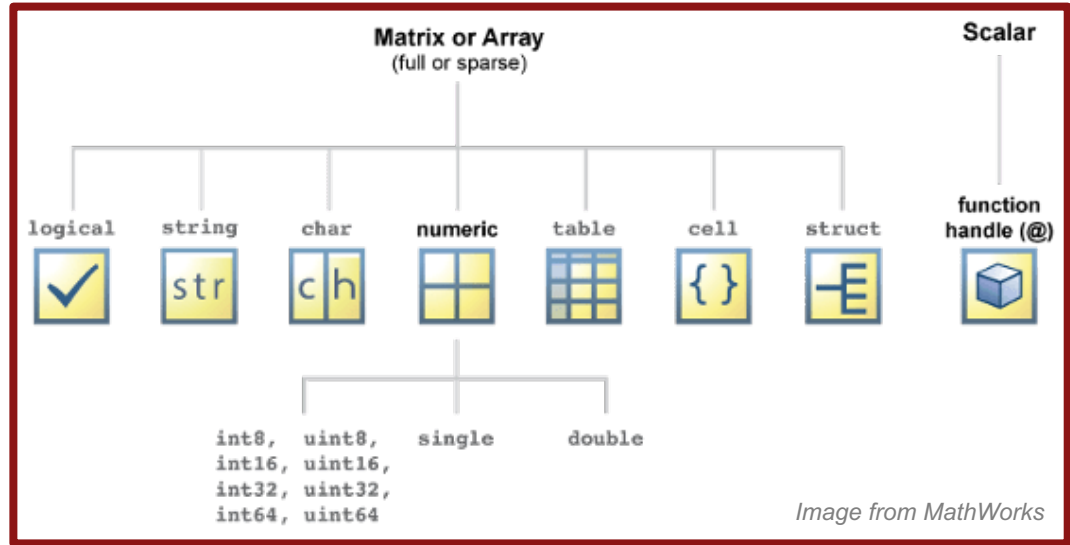 Matrix or Array
(full or sparse)
Scalar
logical
string
char
numeric
table
cell
struct
function
handle (@)
str
c h
{ }
int8, uint8,
int16, uint16,
int32, uint32,
int64, uint64
single
double
Image from MathWorks